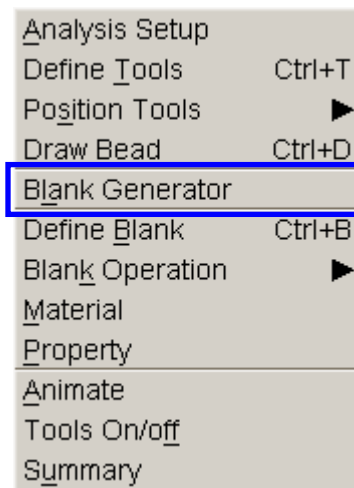 Analysis Setup
Define Tools Ctrl+T
Position Tools
Draw Bead Ctrl+D
Blank Generator
Define Blank Ctrl+B
Blank Operation
Material
Property
Animate
Tools On/off
Summary